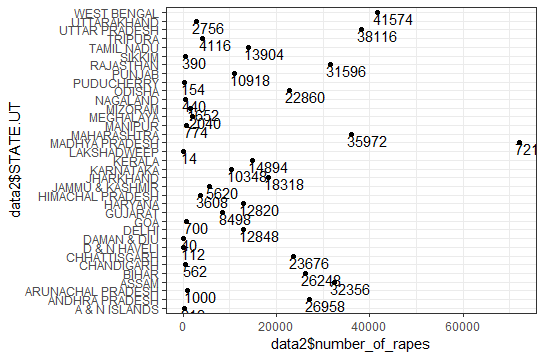 data2$STATE.UT
WEST BENGAL 41574
UTTARAKHAND 2756
UTTAR PRADESH 38116
TRIPURA 4116
TAMIL NADU 13904
SIKKIM 390
RAJASTHAN 31596
PUNJAB 10918
PUDUCHERRY 154
ODISHA 22860
NAGALAND 440
MIZORAM 1652
MEGHALAYA 2040
MANIPUR 774
MAHARASHTRA 35972
MADHYA PRADESH 721
LAKSHADWEEP 14
KERALA 14894
KARNATAKA 10348
JHARKHAND 18318
JAMMU & KASHMIR 5620
HIMACHAL PRADESH 3608
HARYANA 12820
GUJARAT 8498
GOA 700
DELHI 12848
DAMAN & DIU 40
D & N HAVELI 112
CHHATTISGARH 23676
CHANDIGARH 562
BIHAR 26248
ASSAM 32356
ARUNACHAL PRADESH 1000
ANDHRA PRADESH 26958
A & N ISLANDS
0 20000 40000 60000
data2$number_of_rapes